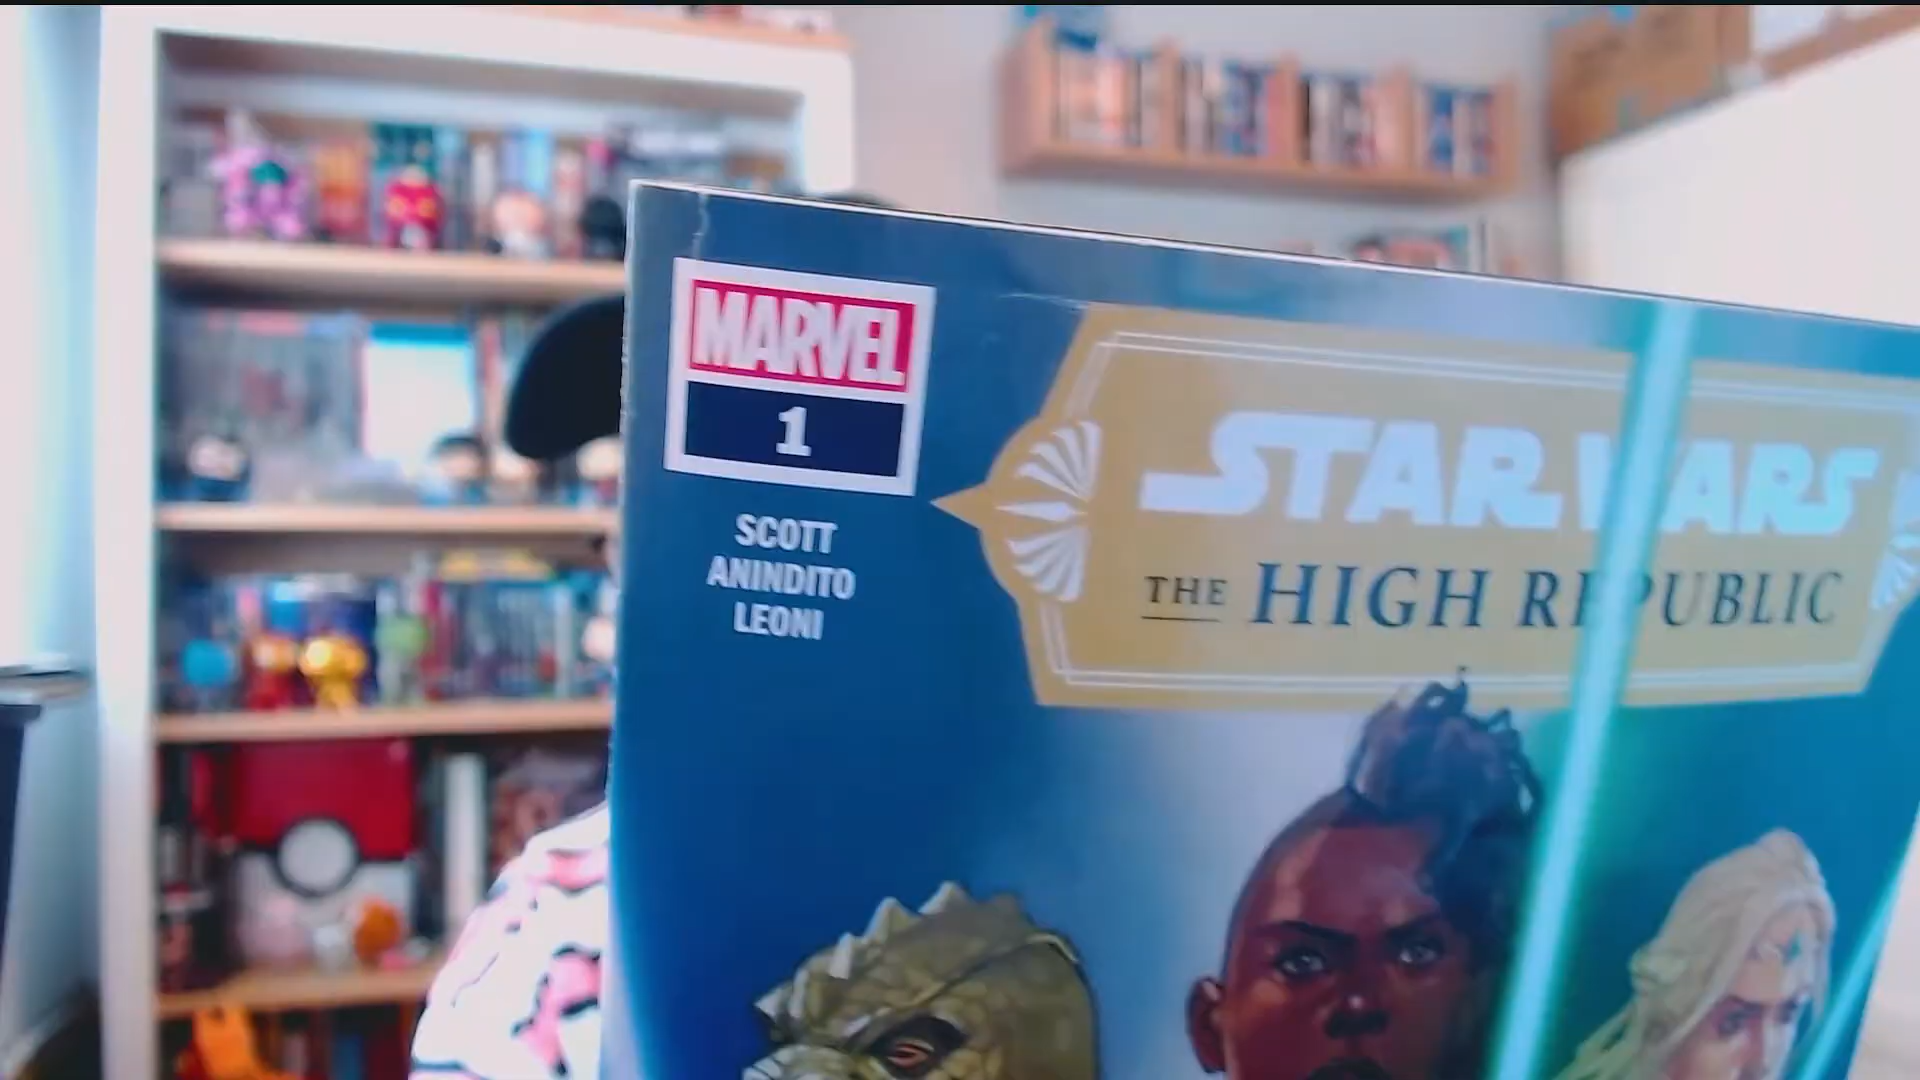 MARVEL
1
SCOTT
ANINDITO
LEONI
STAR WARS
THE HIGH REPUBLIC